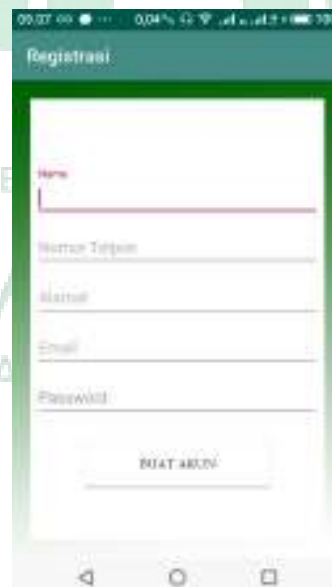 Registrasi
Nama
Nomor Telpon
Alamat
Email
Password
BUAT AKUN